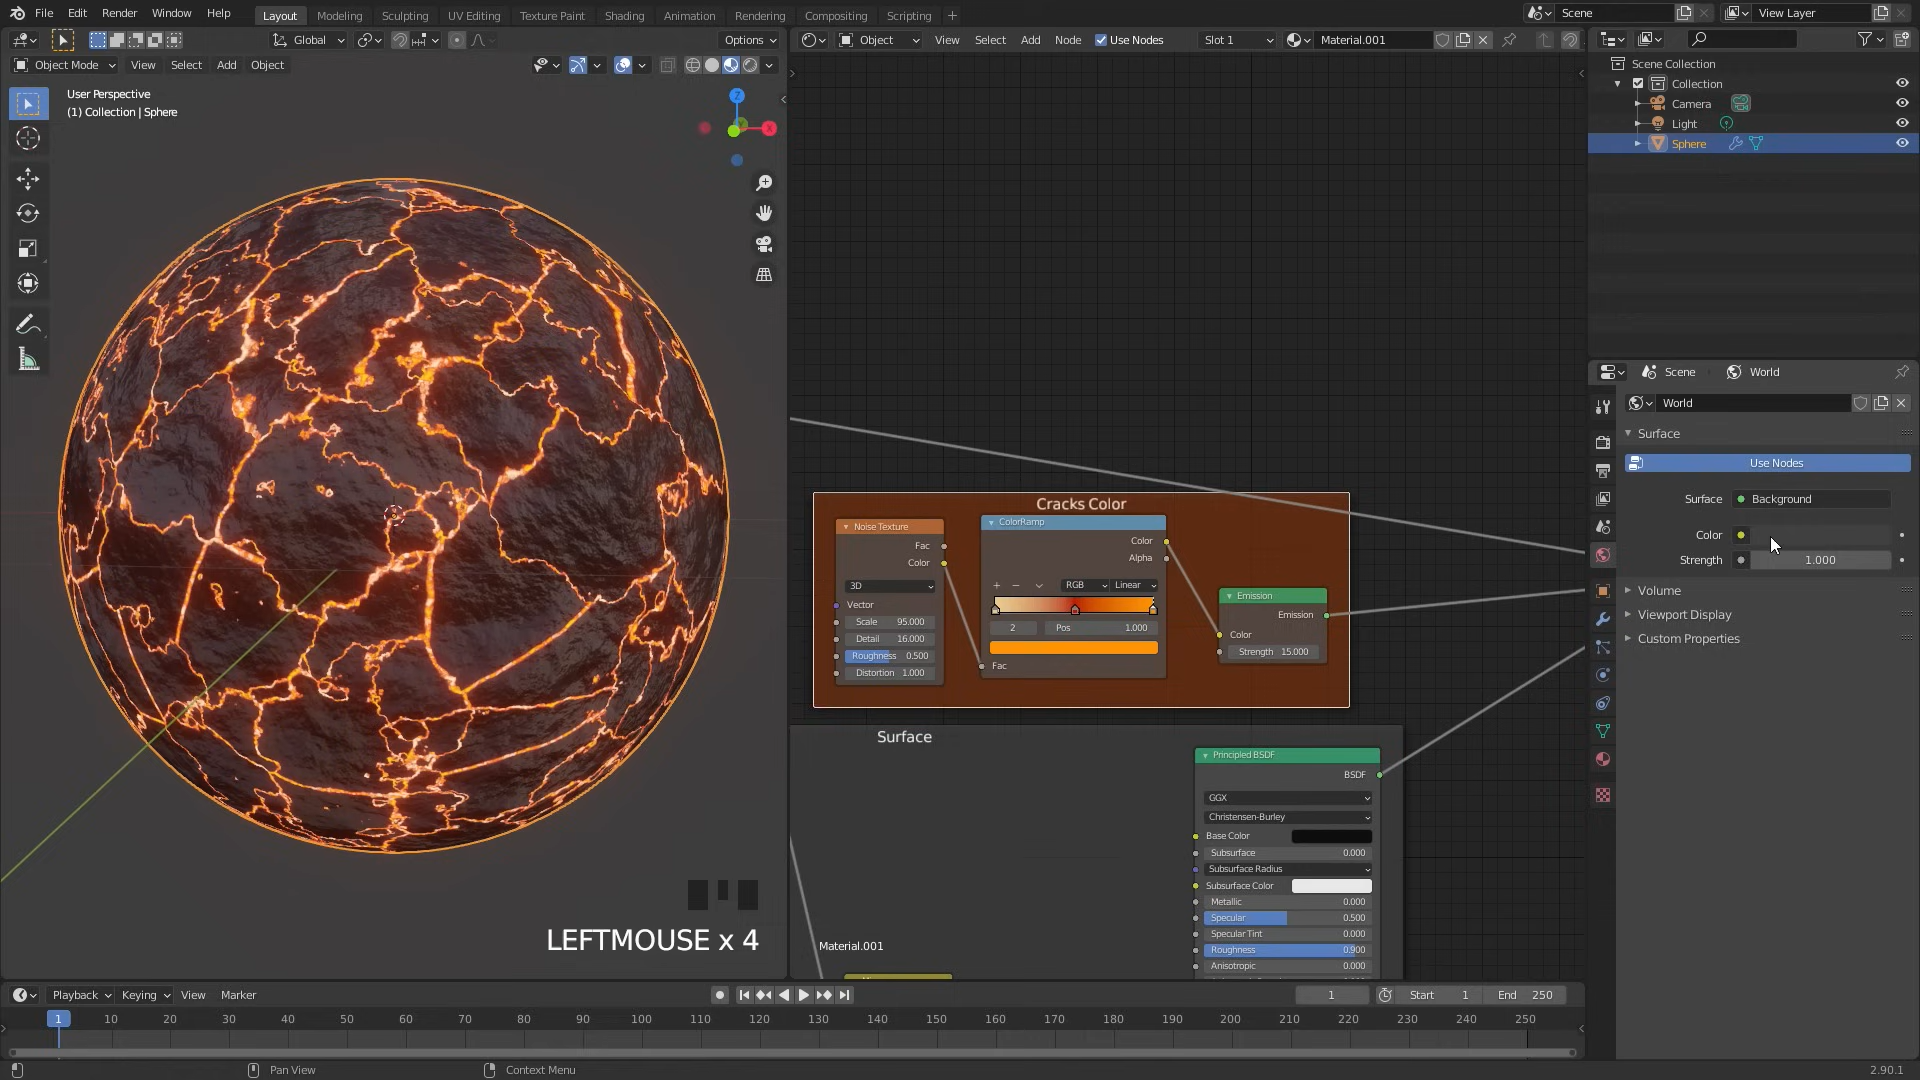 File Edit Render Window Help Layout Modeling Sculpting UV Editing Texture Paint Shading Animation Rendering Compositing Scripting + Scene View Layer
Global Options Object View Select Add Node Use Nodes Slot 1 Material.001
Object Mode View Select Add Object
User Perspective
(1) Collection | Sphere
Z
X
Scene Collection
Collection
Camera
Light
Sphere
Scene World
World
Surface
Use Nodes
Surface Background
Color
Strength 1.000
Volume
Viewport Display
Custom Properties
Cracks Color
Noise Texture
Fac
Color
3D
Vector
Scale 95.000
Detail 16.000
Roughness 0.500
Distortion 1.000
ColorRamp
Color
Alpha
+ − RGB Linear
2 Pos 1.000
Fac
Emission
Emission
Color
Strength 15.000
Surface
Principled BSDF
BSDF
GGX
Christensen-Burley
Base Color
Subsurface 0.000
Subsurface Radius
Subsurface Color
Metallic 0.000
Specular 0.500
Specular Tint 0.000
Roughness 0.900
Anisotropic 0.000
Material.001
LEFTMOUSE x 4
Playback Keying View Marker 1 Start 1 End 250
1 10 20 30 40 50 60 70 80 90 100 110 120 130 140 150 160 170 180 190 200 210 220 230 240 250
Pan View Context Menu 2.90.1